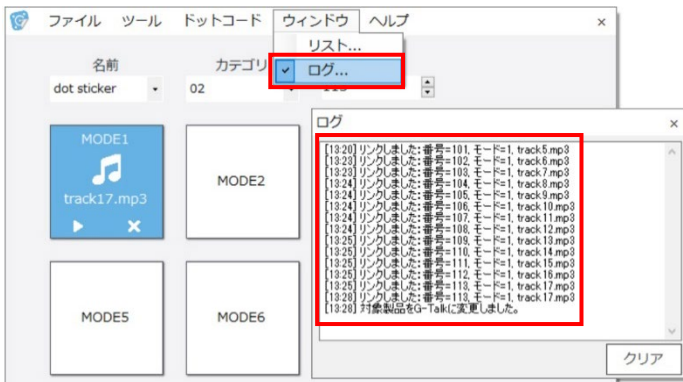 ファイル ツール ドットコード ウィンドウ ヘルプ ×
リスト...
名前 カテゴリ ✓ ログ...
dot sticker 02
ログ ×
MODE1
track17.mp3
MODE2
[13:20] リンクしました: 番号=101, モード=1, track5.mp3
[13:23] リンクしました: 番号=102, モード=1, track6.mp3
[13:23] リンクしました: 番号=103, モード=1, track7.mp3
[13:24] リンクしました: 番号=104, モード=1, track8.mp3
[13:24] リンクしました: 番号=105, モード=1, track9.mp3
[13:24] リンクしました: 番号=106, モード=1, track10.mp3
[13:24] リンクしました: 番号=107, モード=1, track11.mp3
[13:24] リンクしました: 番号=108, モード=1, track12.mp3
[13:25] リンクしました: 番号=109, モード=1, track13.mp3
[13:25] リンクしました: 番号=110, モード=1, track14.mp3
[13:25] リンクしました: 番号=111, モード=1, track15.mp3
[13:25] リンクしました: 番号=112, モード=1, track16.mp3
[13:25] リンクしました: 番号=113, モード=1, track17.mp3
[13:28] リンクしました: 番号=113, モード=1, track17.mp3
[13:28] 対象製品をG-Talkに変更しました。
MODE5
MODE6
クリア